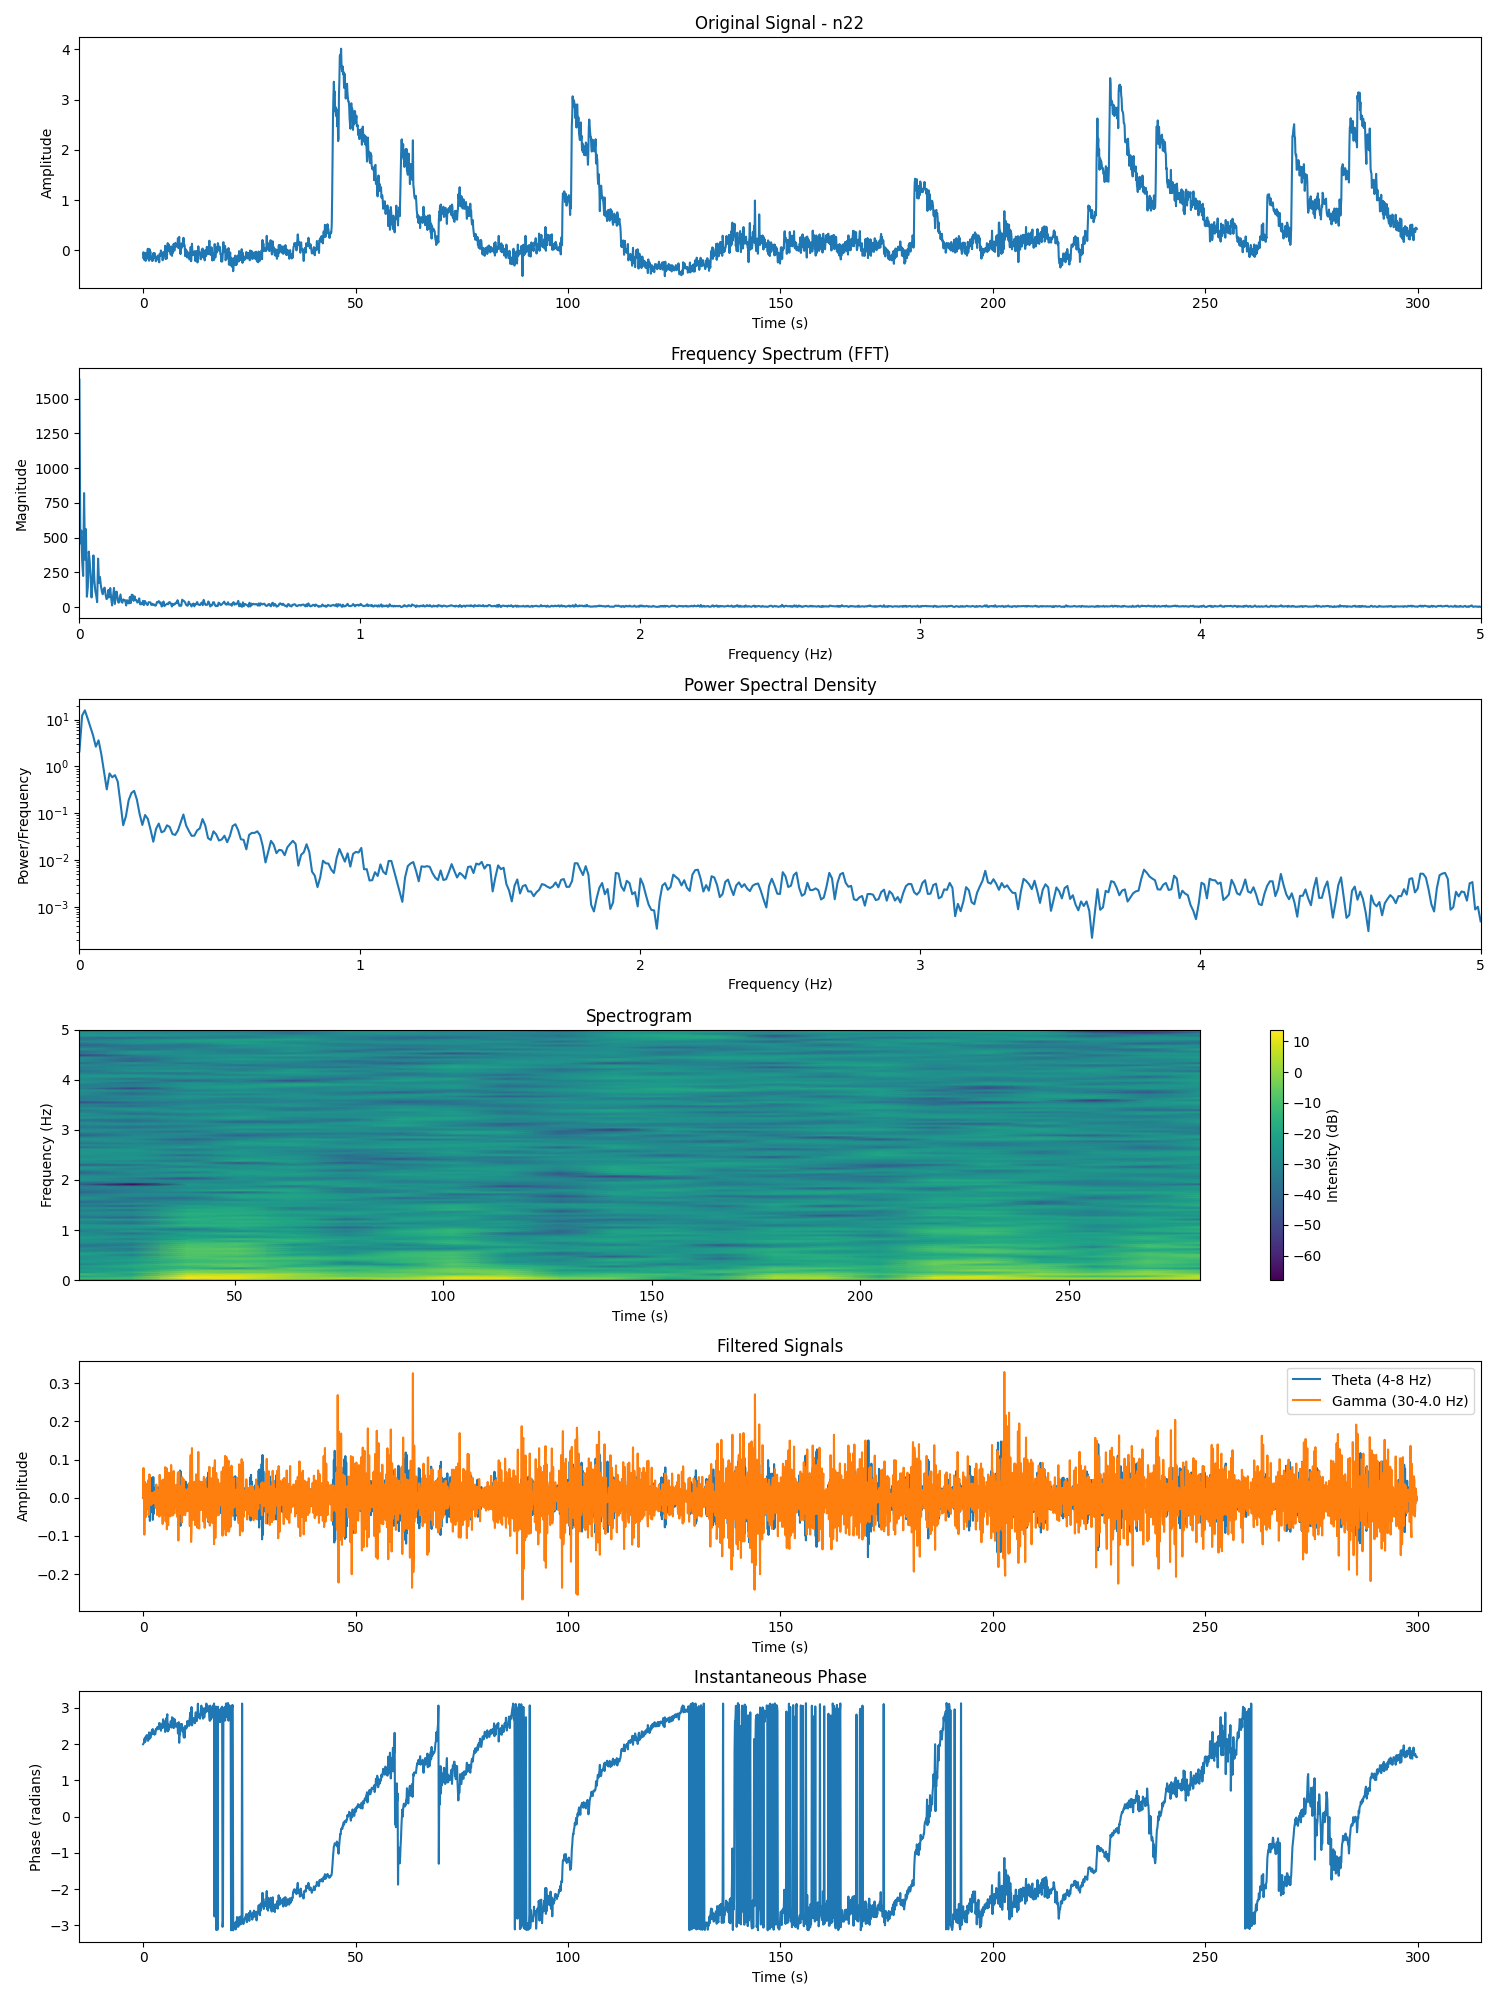 Original Signal - n22
4
3
2
1
0
Amplitude
0 50 100 150 200 250 300
Time (s)
Frequency Spectrum (FFT)
1500
1250
1000
750
500
250
0
Magnitude
0 1 2 3 4 5
Frequency (Hz)
Power Spectral Density
10¹
10⁰
10⁻¹
10⁻²
10⁻³
Power/Frequency
0 1 2 3 4 5
Frequency (Hz)
Spectrogram
5
4
3
2
1
0
Frequency (Hz)
50 100 150 200 250
Time (s)
10
0
−10
−20
−30
−40
−50
−60
Intensity (dB)
Filtered Signals
0.3
0.2
0.1
0.0
−0.1
−0.2
Amplitude
Theta (4-8 Hz)
Gamma (30-4.0 Hz)
0 50 100 150 200 250 300
Time (s)
Instantaneous Phase
3
2
1
0
−1
−2
−3
Phase (radians)
0 50 100 150 200 250 300
Time (s)